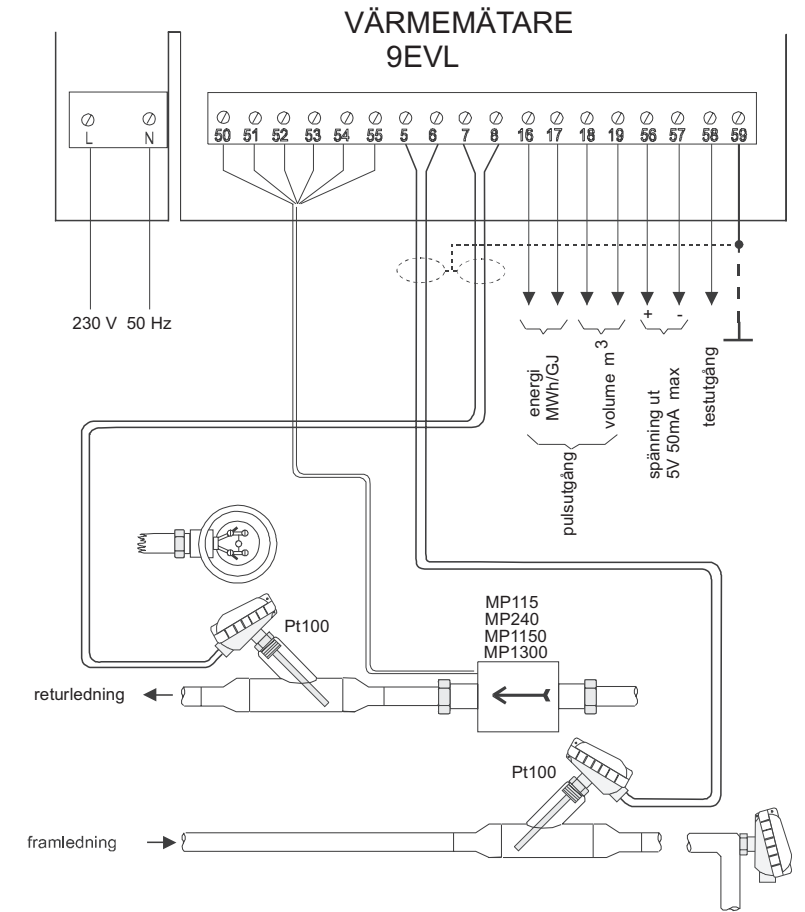 VÄRMEMÄTARE
9EVL
L N
50 51 52 53 54 55 5 6 7 8 16 17 18 19 56 57 58 59
230 V 50 Hz
+ -
energi
MWh/GJ
volume m 3
pulsutgång
spänning ut
5V 50mA max
testutgång
Pt100
MP115
MP240
MP1150
MP1300
returledning
Pt100
framledning